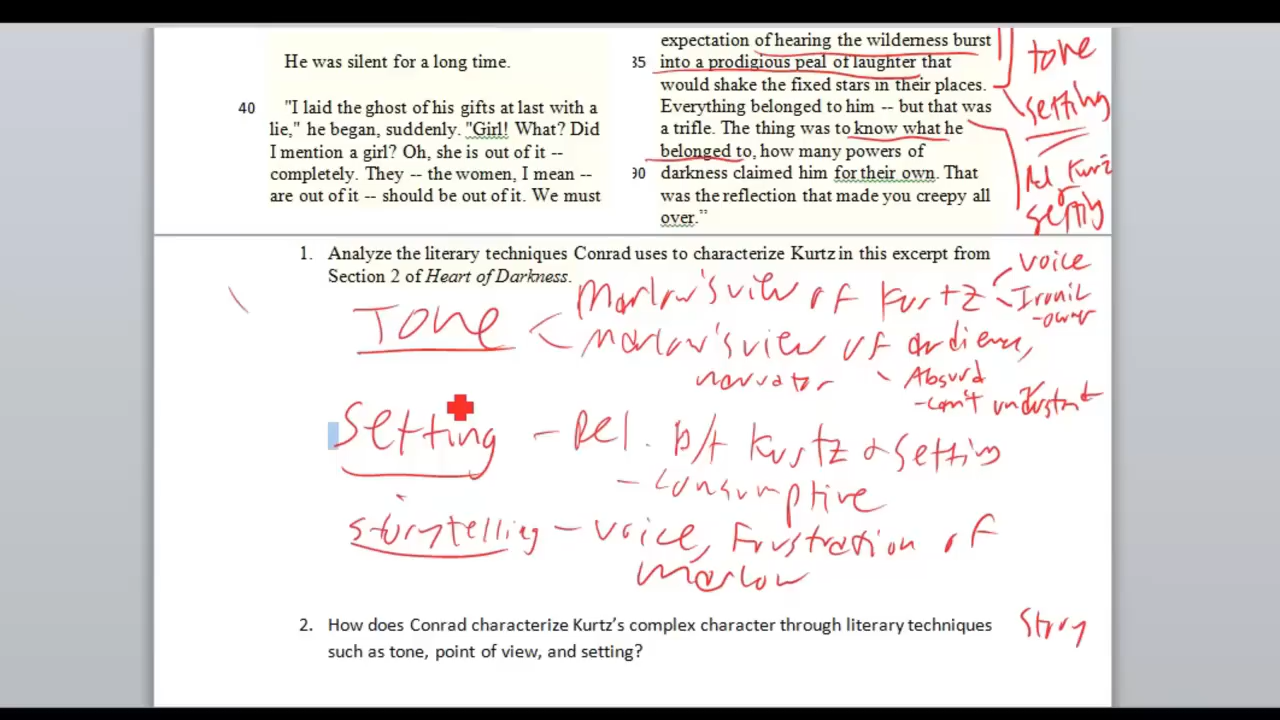 He was silent for a long time.
40 "I laid the ghost of his gifts at last with a
lie," he began, suddenly. "Girl! What? Did
I mention a girl? Oh, she is out of it --
completely. They -- the women, I mean --
are out of it -- should be out of it. We must
expectation of hearing the wilderness burst
35 into a prodigious peal of laughter that
would shake the fixed stars in their places.
Everything belonged to him -- but that was
a trifle. The thing was to know what he
belonged to, how many powers of
90 darkness claimed him for their own. That
was the reflection that made you creepy all
over."
tone
setting
Rel Kurtz
& setting
1. Analyze the literary techniques Conrad uses to characterize Kurtz in this excerpt from
Section 2 of Heart of Darkness.
Tone < Marlow's view of Kurtz
- voice
- Ironic
-owner
Marlow's view of audience,
narrator
- Absurd
-can't understand
Setting - Rel. b/t Kurtz & Setting
- consumptive
storytelling - voice, Frustration of
Marlow
2. How does Conrad characterize Kurtz's complex character through literary techniques
such as tone, point of view, and setting?
Story